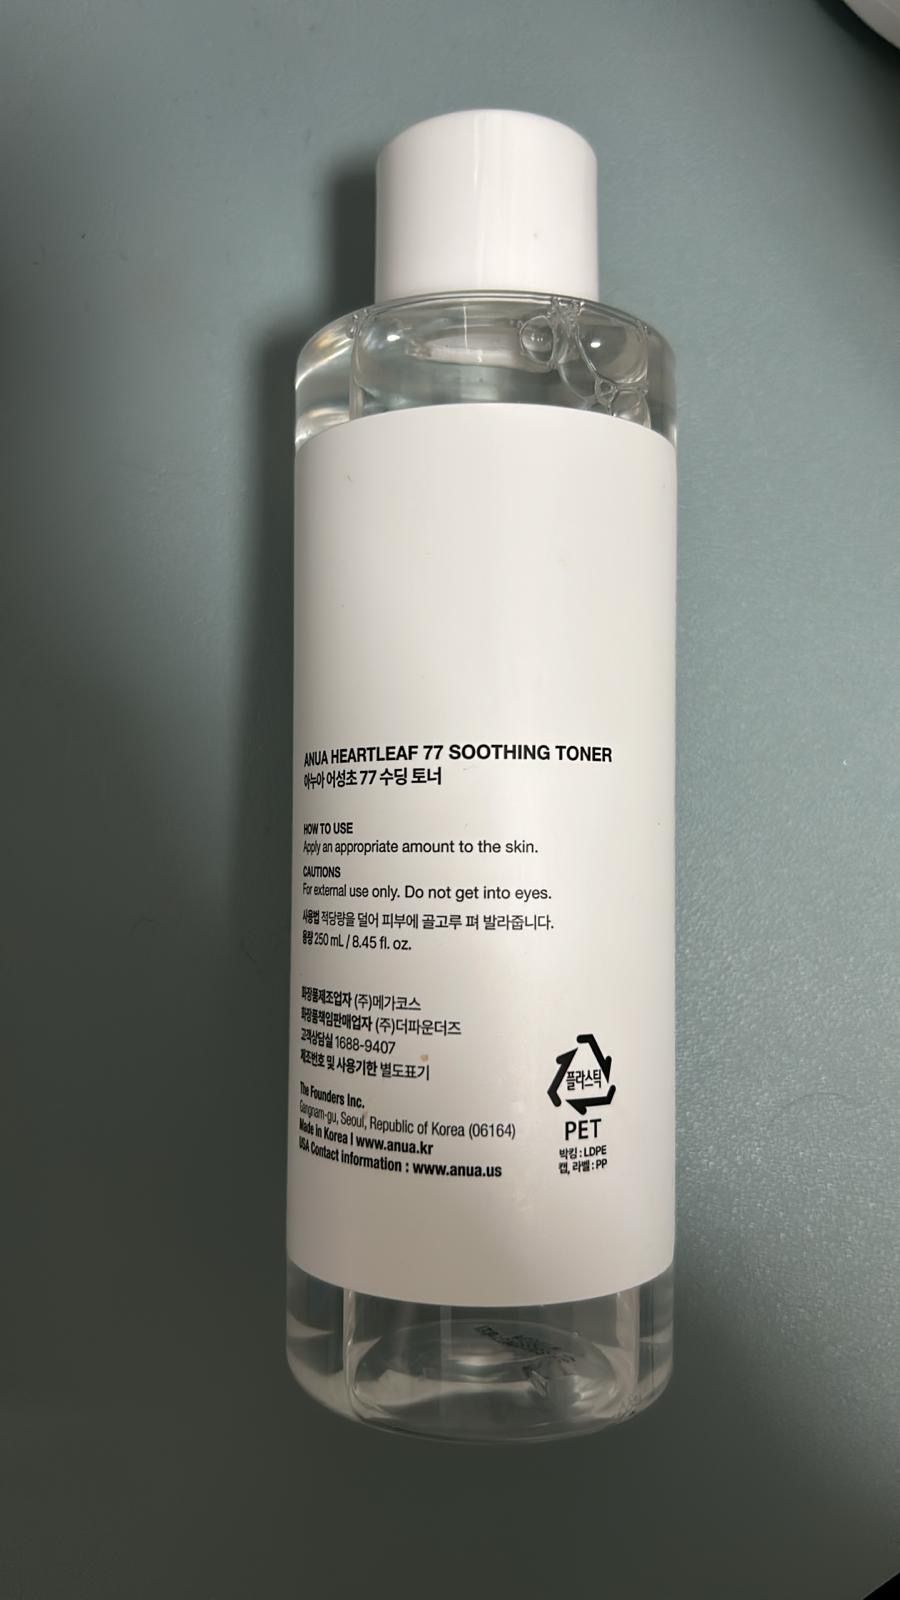 ANUA HEARTLEAF 77 SOOTHING TONER
아누아 어성초 77 수딩 토너
HOW TO USE
Apply an appropriate amount to the skin.
CAUTIONS
For external use only. Do not get into eyes.
사용법 적당량을 덜어 피부에 골고루 펴 발라줍니다.
용량 250 mL / 8.45 fl. oz.
화장품제조업자 (주)메가코스
화장품책임판매업자 (주)더파운더즈
고객상담실 1688-9407
제조번호 및 사용기한 별도표기
The Founders Inc.
Gangnam-gu, Seoul, Republic of Korea (06164)
Made in Korea l www.anua.kr
USA Contact information : www.anua.us
플라스틱
PET
박킹 : LDPE
캡, 라벨 : PP